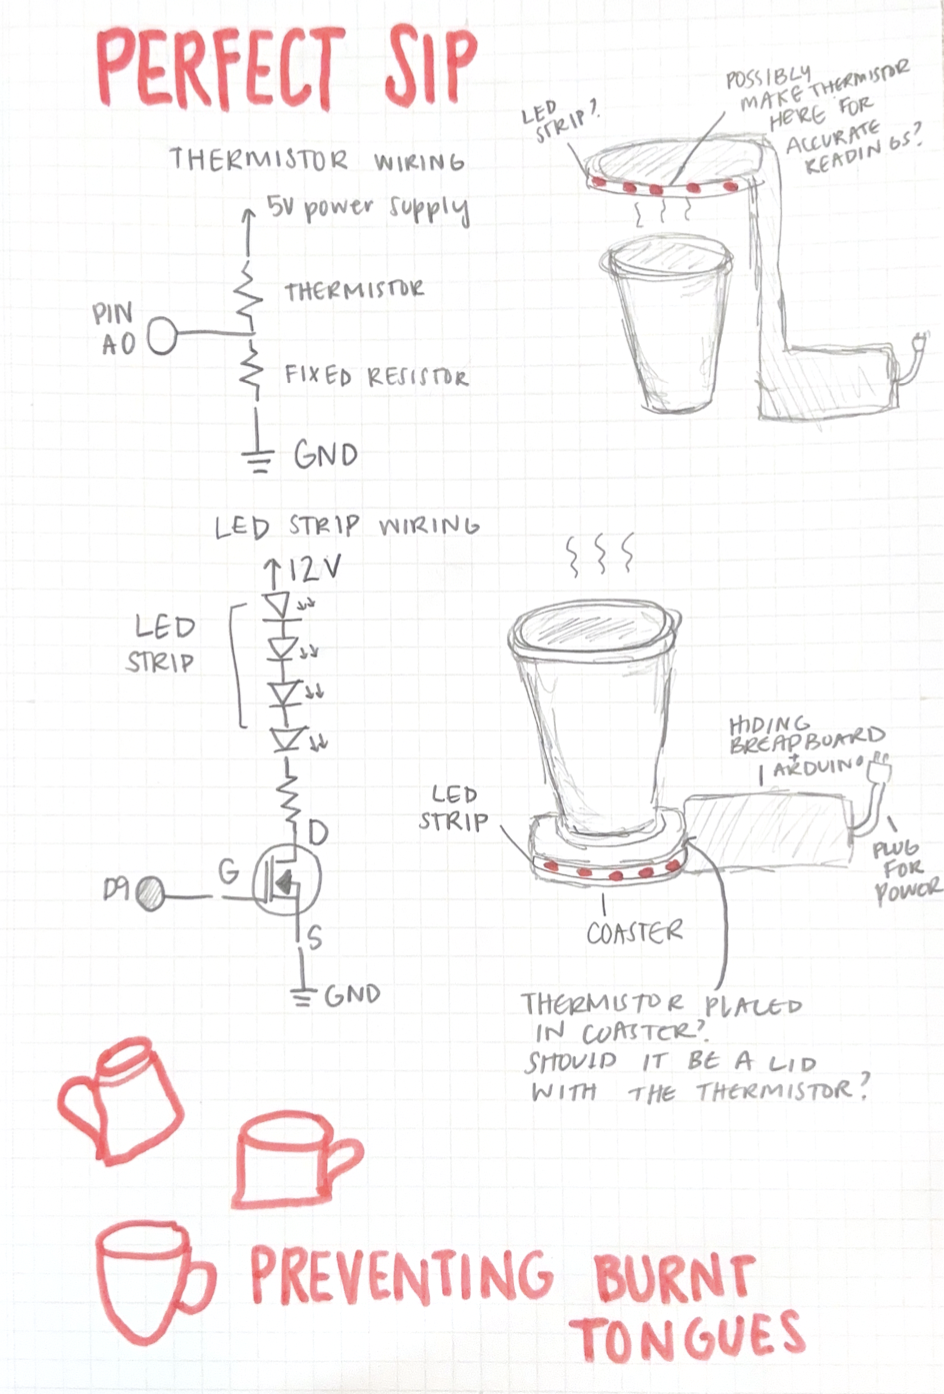 PERFECT SIP
THERMISTOR WIRING
5V power supply
THERMISTOR
PIN
A0
FIXED RESISTOR
GND
LED
STRIP?
POSSIBLY
MAKE THERMISTOR
HERE FOR
ACCURATE
READINGS?
LED STRIP WIRING
12V
LED
STRIP
D
G
D9
S
GND
HIDING
BREADBOARD
+
ARDUINO
LED
STRIP
PLUG
FOR
POWER
COASTER
THERMISTOR PLACED
IN COASTER?
SHOULD IT BE A LID
WITH THE THERMISTOR?
PREVENTING BURNT
TONGUES